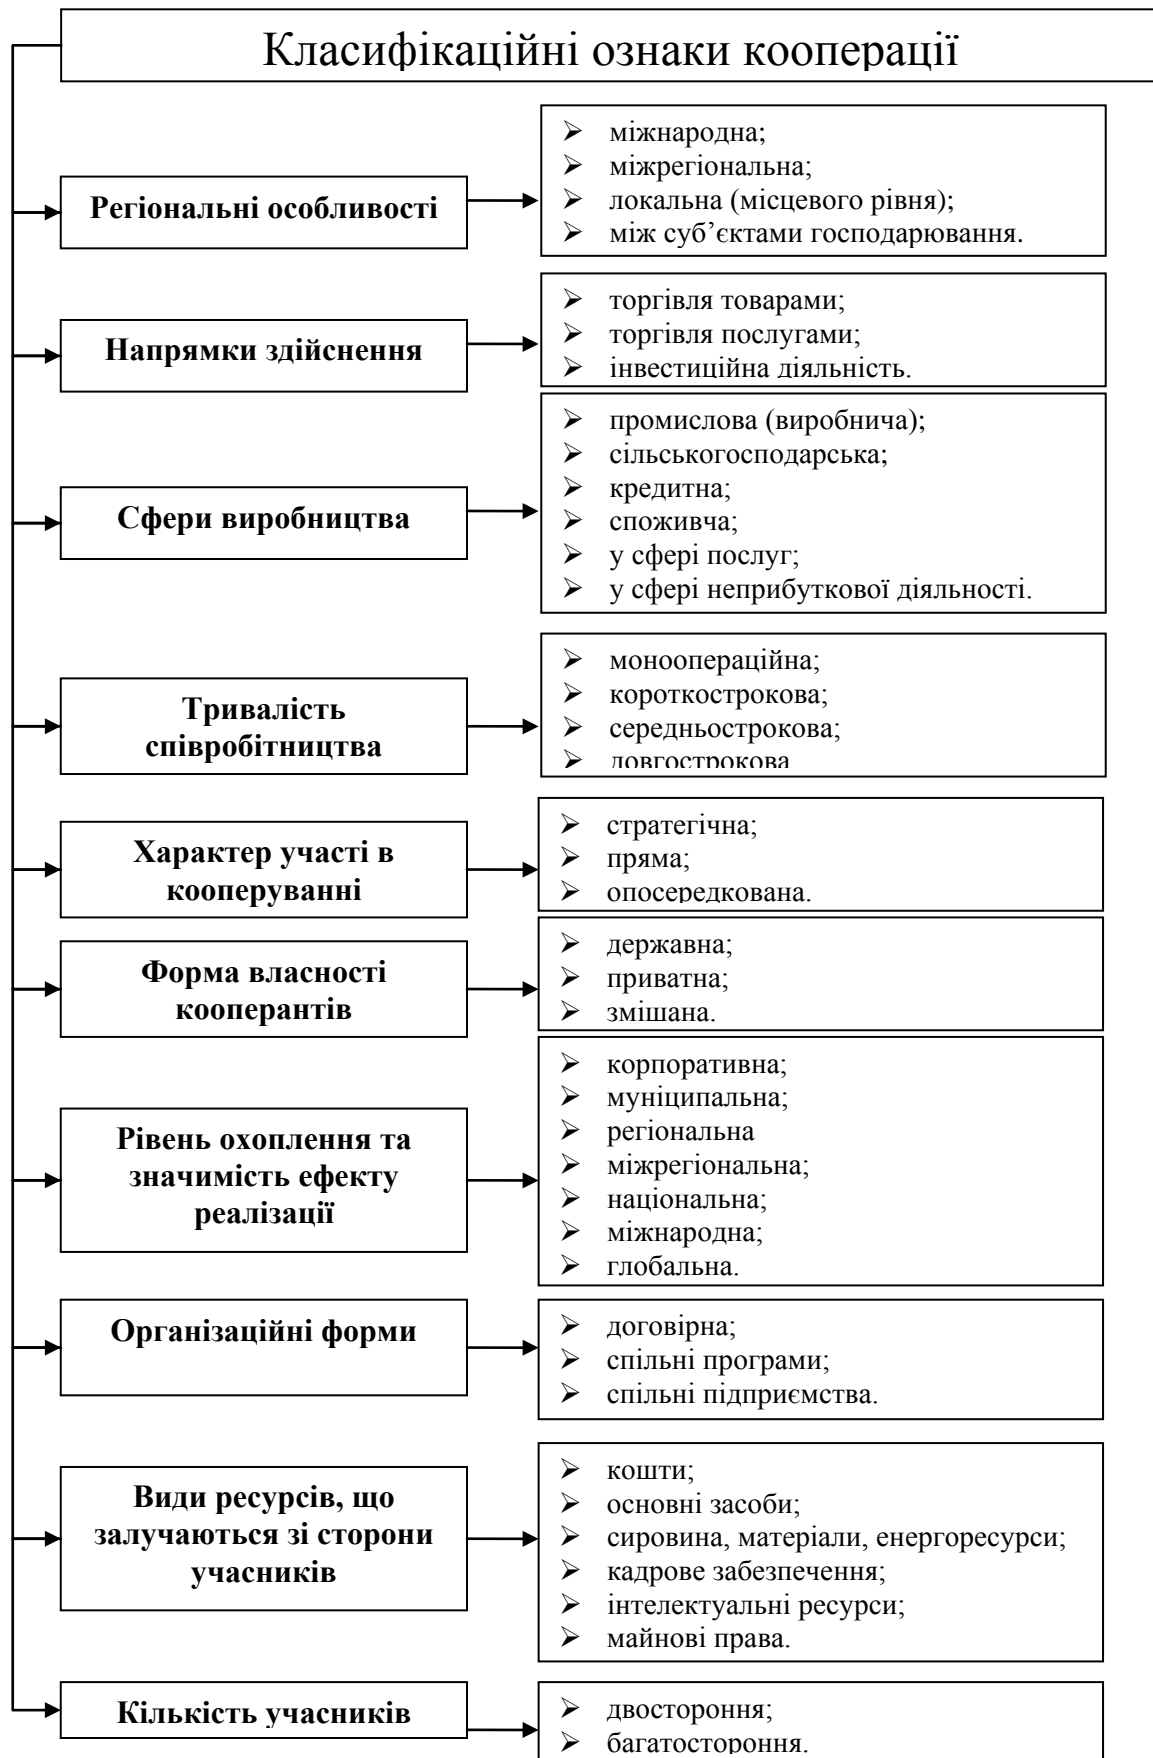 Класифікаційні ознаки кооперації
Регіональні особливості
міжнародна;
міжрегіональна;
локальна (місцевого рівня);
між суб’єктами господарювання.
Напрямки здійснення
торгівля товарами;
торгівля послугами;
інвестиційна діяльність.
Сфери виробництва
промислова (виробнича);
сільськогосподарська;
кредитна;
споживча;
у сфері послуг;
у сфері неприбуткової діяльності.
Тривалість
співробітництва
моноопераційна;
короткострокова;
середньострокова;
довгострокова
Характер участі в
кооперуванні
стратегічна;
пряма;
опосередкована.
Форма власності
кооперантів
державна;
приватна;
змішана.
Рівень охоплення та
значимість ефекту
реалізації
корпоративна;
муніципальна;
регіональна
міжрегіональна;
національна;
міжнародна;
глобальна.
Організаційні форми
договірна;
спільні програми;
спільні підприємства.
Види ресурсів, що
залучаються зі сторони
учасників
кошти;
основні засоби;
сировина, матеріали, енергоресурси;
кадрове забезпечення;
інтелектуальні ресурси;
майнові права.
Кількість учасників
двостороння;
багатостороння.